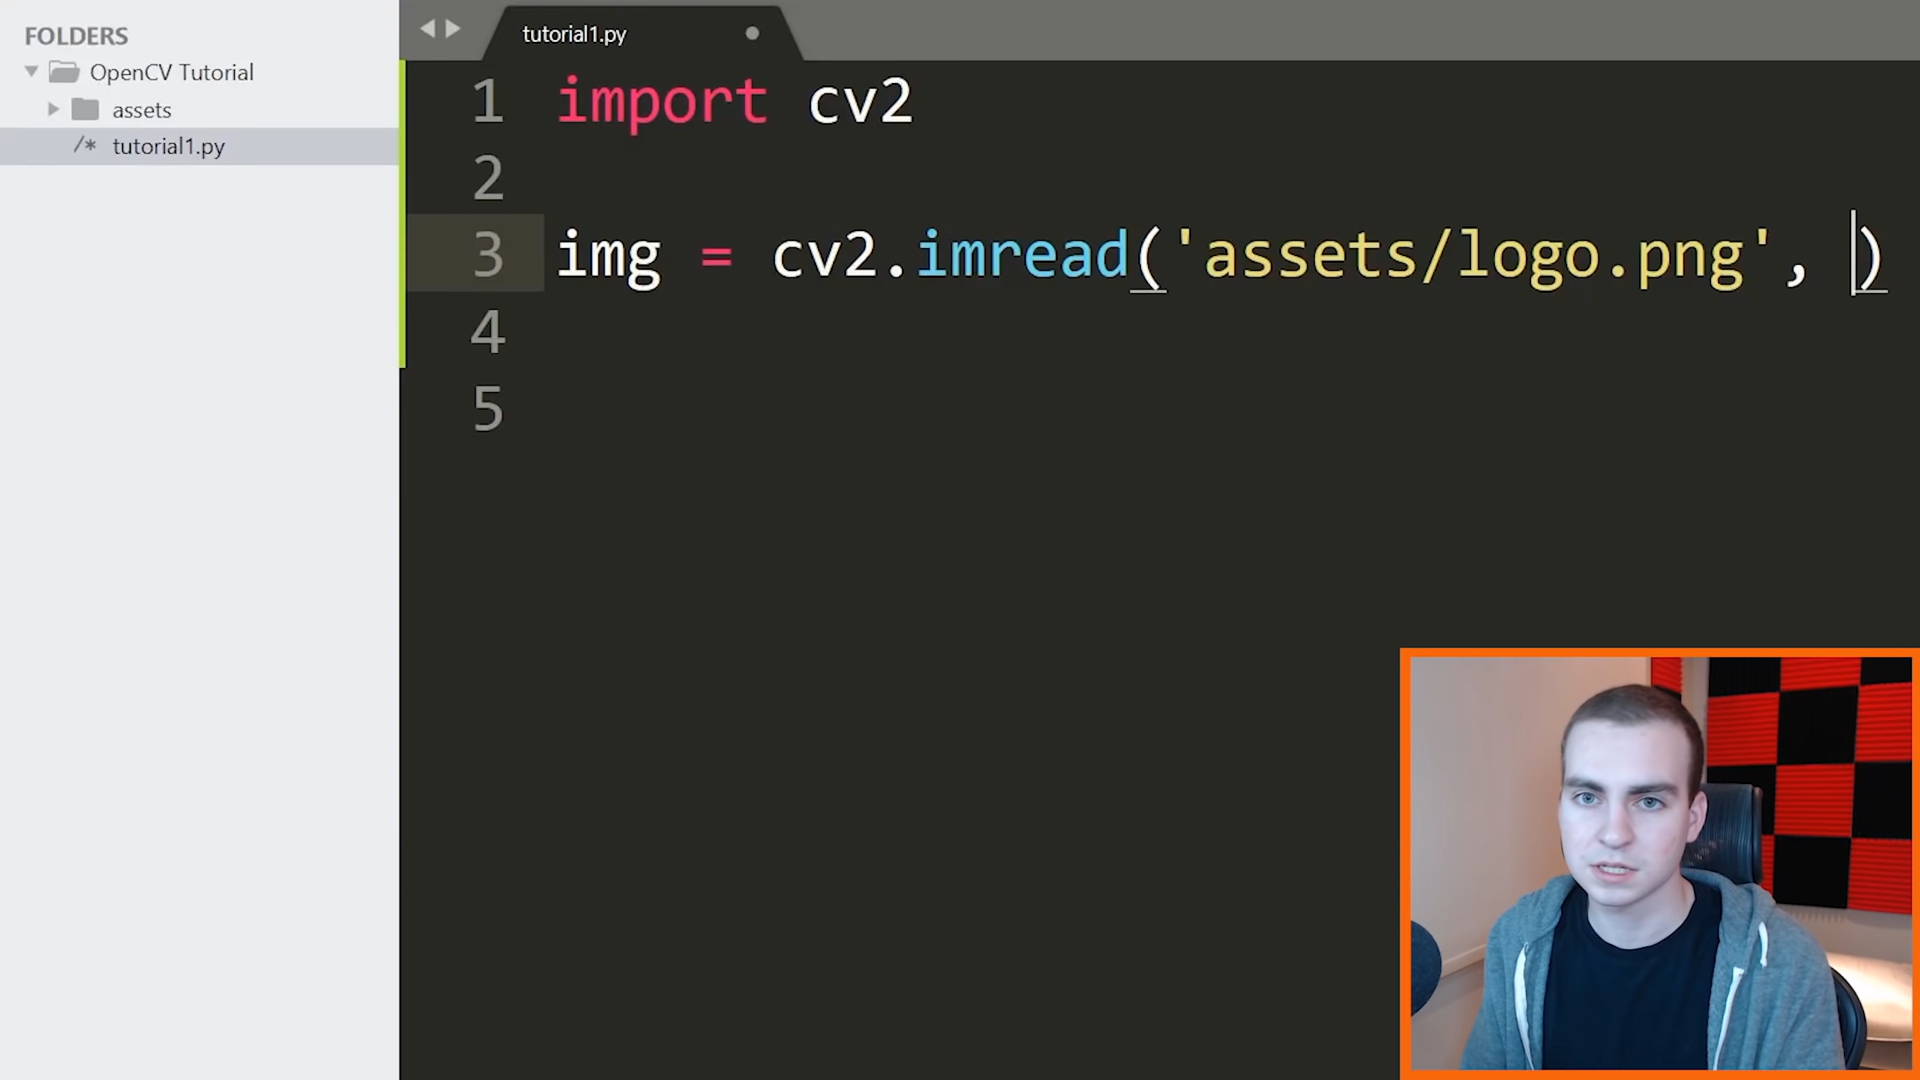 FOLDERS
OpenCV Tutorial
assets
/* tutorial1.py
tutorial1.py
1 import cv2
2
3 img = cv2.imread('assets/logo.png', )
4
5